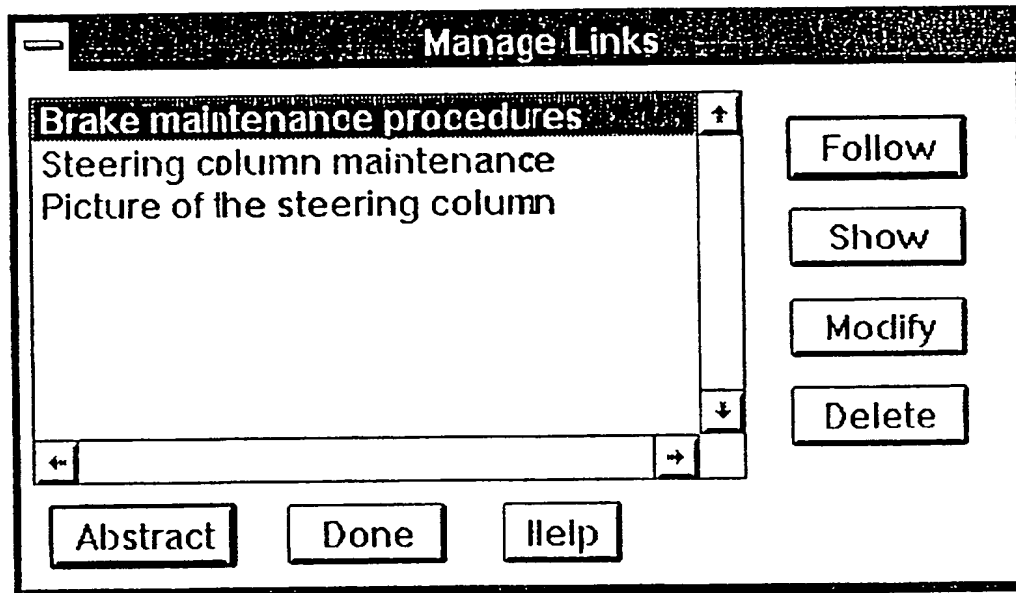 Manage Links
Brake maintenance procedures
Steering column maintenance
Picture of the steering column
Follow
Show
Modify
Delete
Abstract
Done
Help